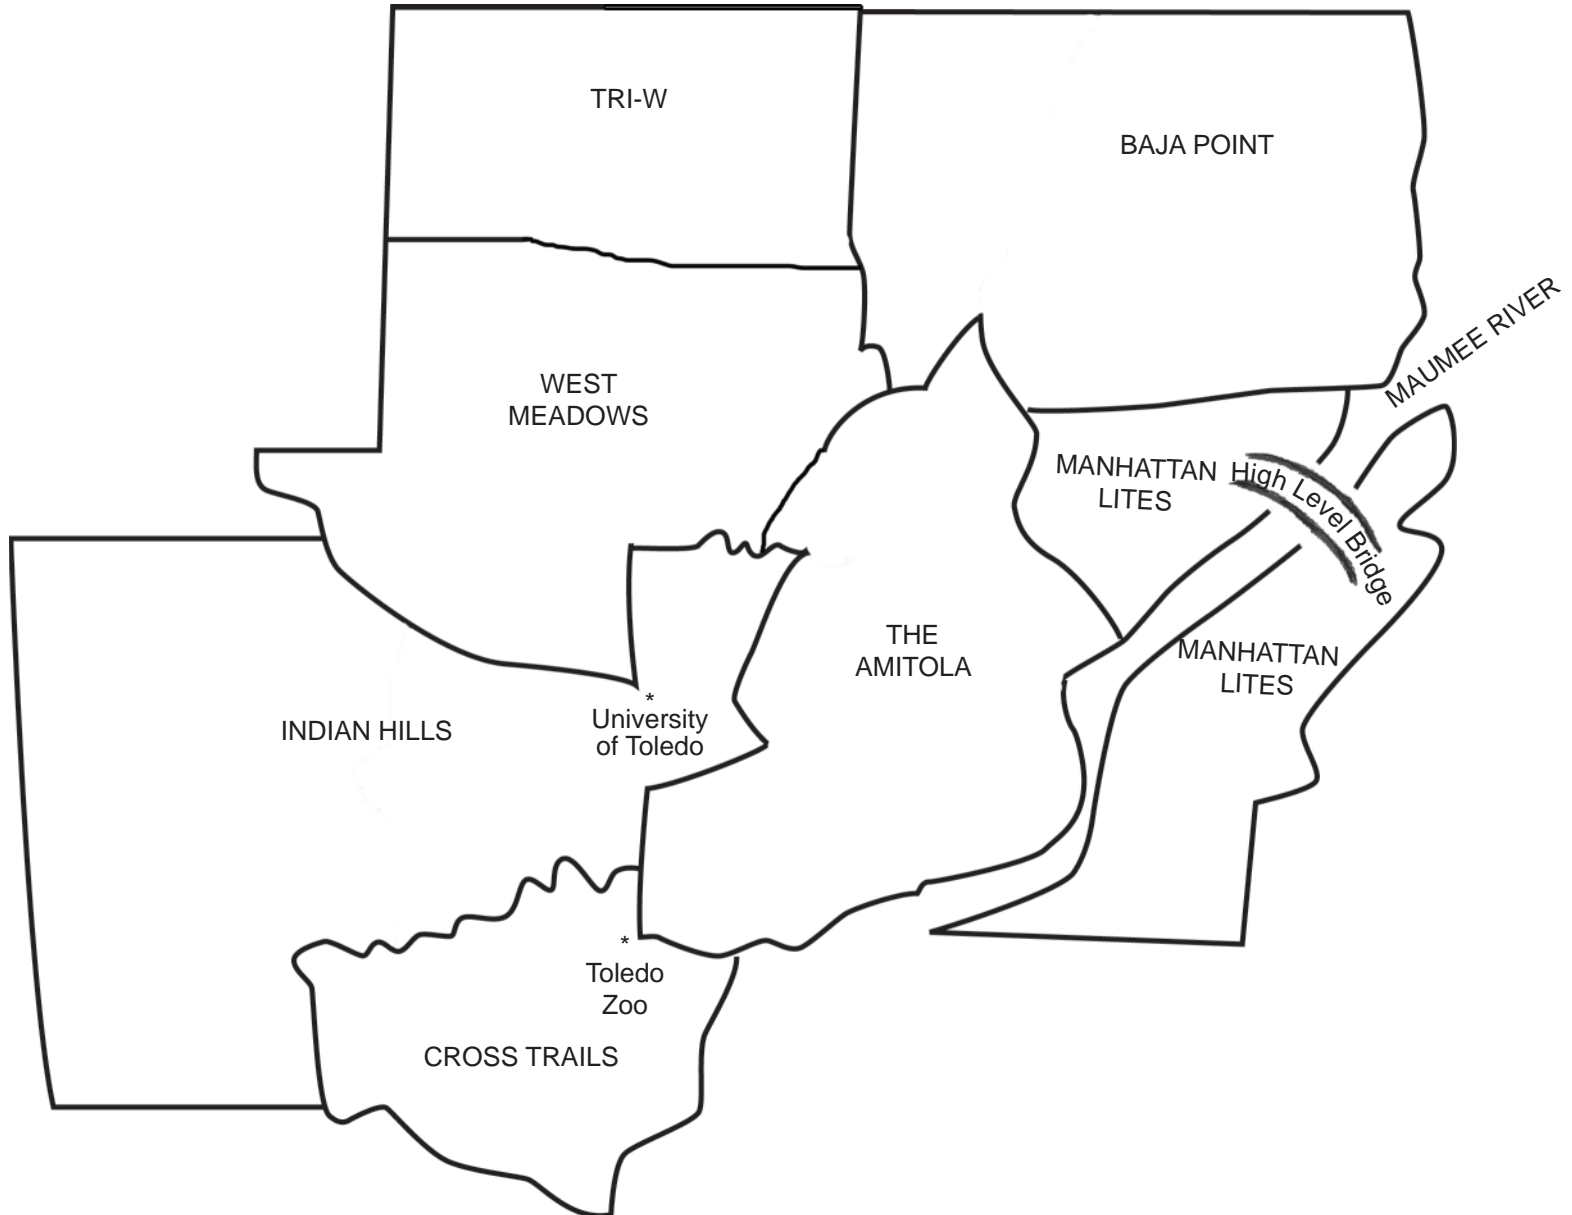 TRI-W
BAJA POINT
MAUMEE RIVER
WEST
MEADOWS
MANHATTAN
LITES
High Level Bridge
THE
AMITOLA
MANHATTAN
LITES
*
University
of Toledo
INDIAN HILLS
*
Toledo
Zoo
CROSS TRAILS